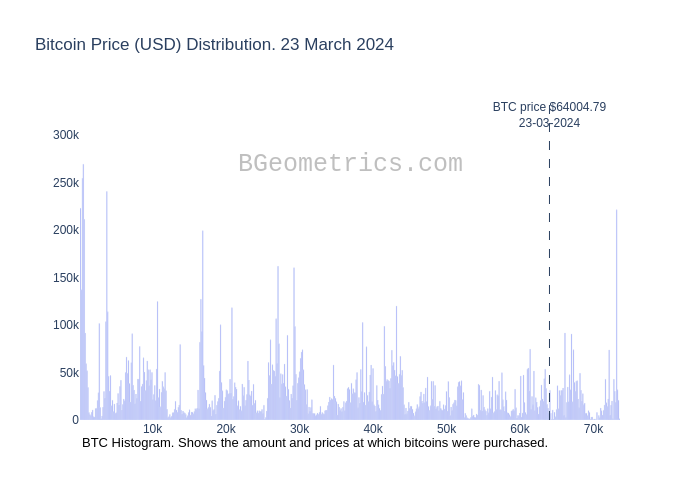 Bitcoin Price (USD) Distribution. 23 March 2024
BTC price $64004.79
23-03-2024
300k
BGeometrics.com
250k
200k
150k
100k
50k
0
10k 20k 30k 40k 50k 60k 70k
BTC Histogram. Shows the amount and prices at which bitcoins were purchased.